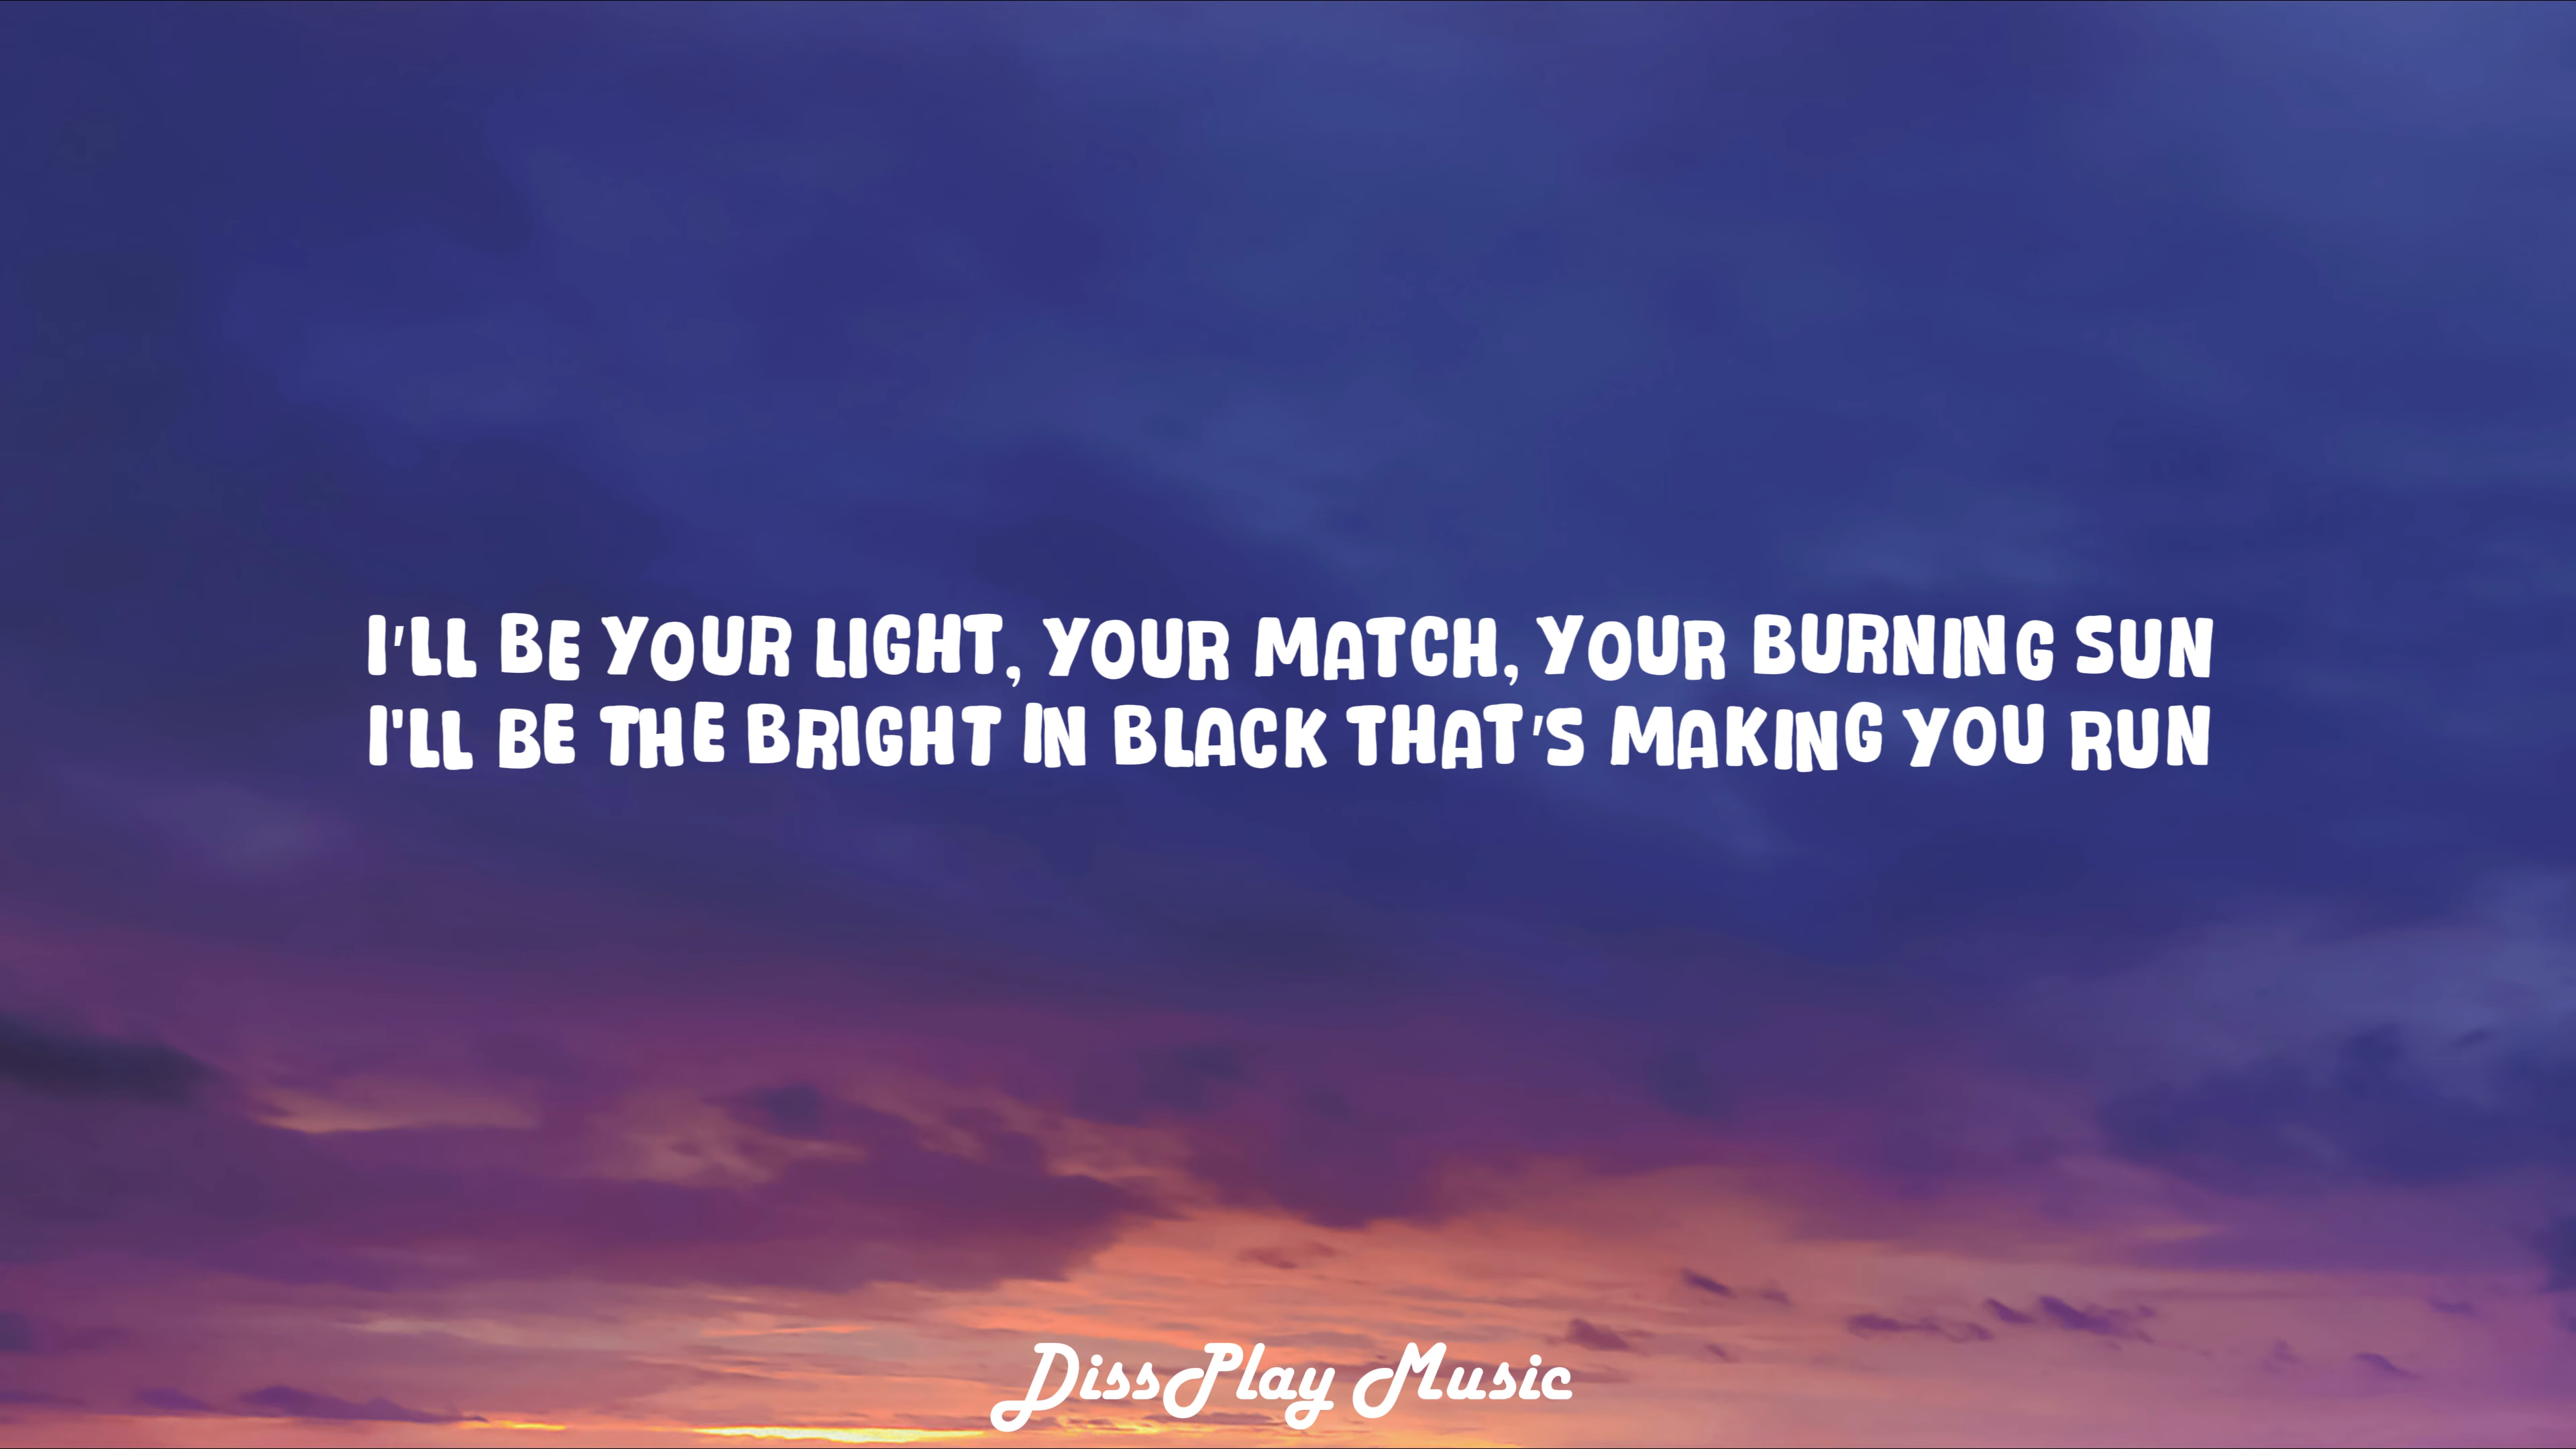 I'LL BE YOUR LIGHT, YOUR MATCH, YOUR BURNING SUN
I'LL BE THE BRIGHT IN BLACK THAT'S MAKING YOU RUN
DissPlay Music